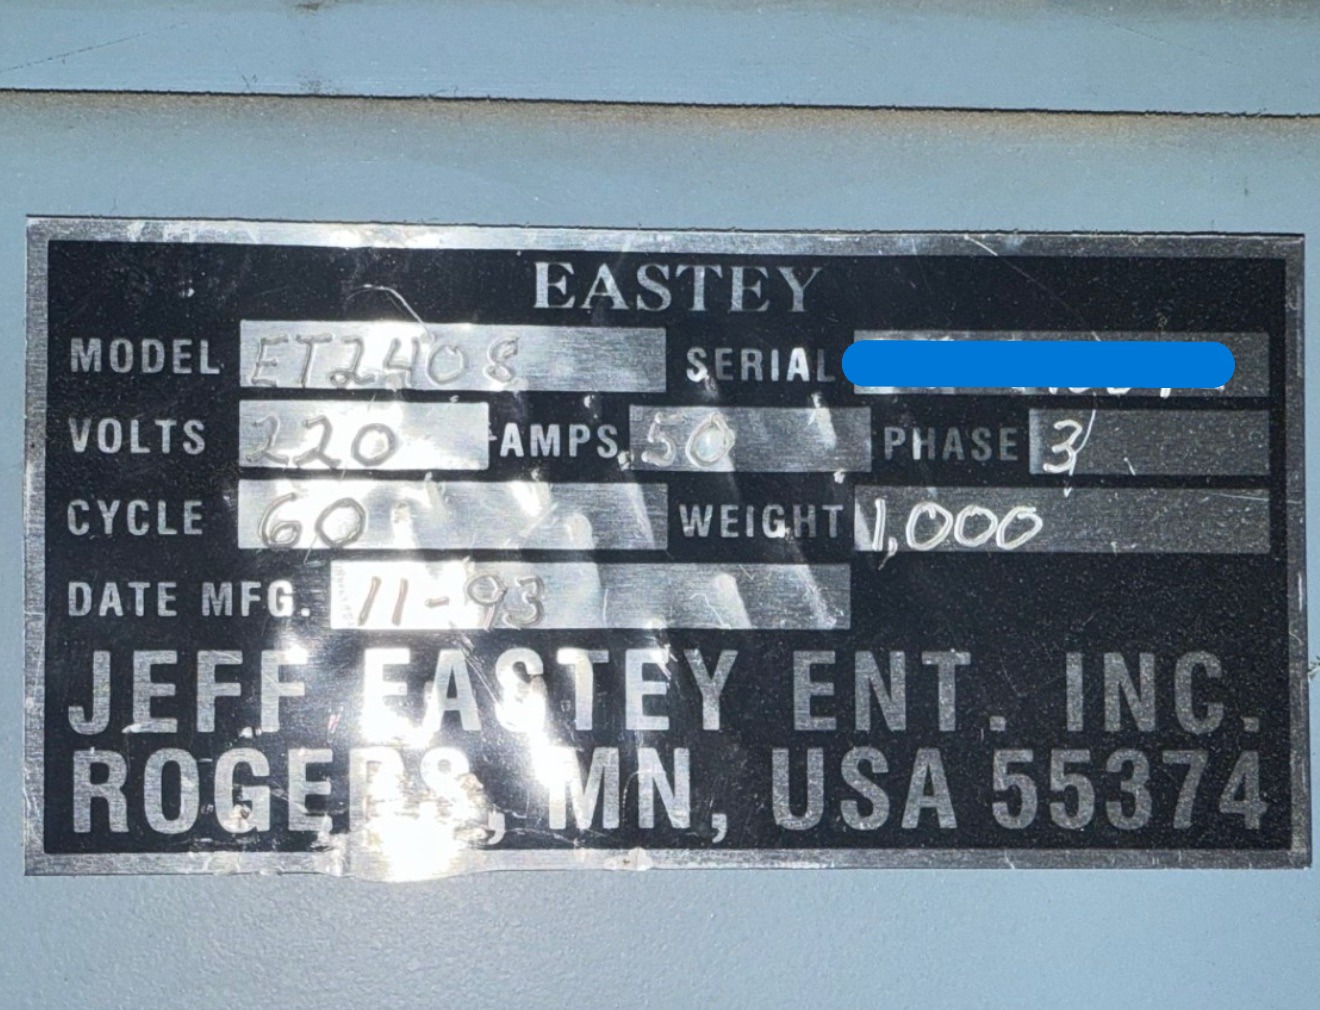 EASTEY
MODEL ET2408 SERIAL
VOLTS 220 AMPS 50 PHASE 3
CYCLE 60 WEIGHT 1,000
DATE MFG. 11-93
JEFF EASTEY ENT. INC.
ROGERS, MN, USA 55374